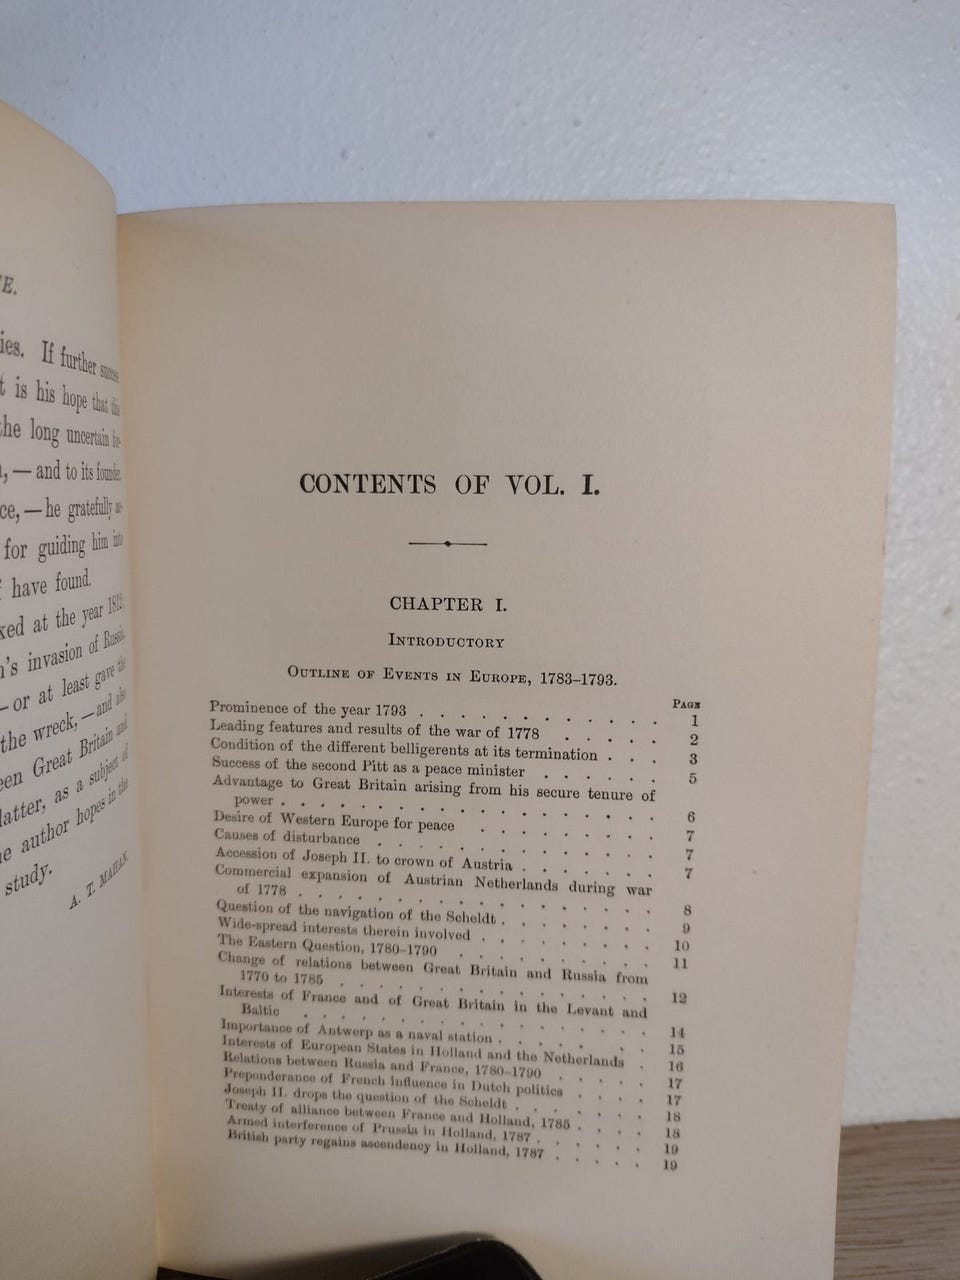 E.
ies. If further
t is his hope that this
the long uncertain
, — and to its founder,
ce, — he gratefully
for guiding him into
f have found.
ked at the year 1812;
n's invasion of Russia,
— or at least gave the
the wreck, — and also
een Great Britain and
latter, as a subject of
e author hopes in the
study.
A. T. MAHAN.
CONTENTS OF VOL. I.
CHAPTER I.
INTRODUCTORY
OUTLINE OF EVENTS IN EUROPE, 1783–1793.
PAGE
Prominence of the year 1793 . . . . . . . . . . . . 1
Leading features and results of the war of 1778 . . . . 2
Condition of the different belligerents at its termination . . . 3
Success of the second Pitt as a peace minister . . . . . 5
Advantage to Great Britain arising from his secure tenure of
power . . . . . . . . . . . . . . 6
Desire of Western Europe for peace . . . . . . . 7
Causes of disturbance . . . . . . . . . . 7
Accession of Joseph II. to crown of Austria . . . . . 7
Commercial expansion of Austrian Netherlands during war
of 1778 . . . . . . . . . . . . . 8
Question of the navigation of the Scheldt . . . . . . 9
Wide-spread interests therein involved . . . . . . . 10
The Eastern Question, 1780–1790 . . . . . . . . 11
Change of relations between Great Britain and Russia from
1770 to 1785 . . . . . . . . . . . . 12
Interests of France and of Great Britain in the Levant and
Baltic . . . . . . . . . . . . . 14
Importance of Antwerp as a naval station . . . . . . 15
Interests of European States in Holland and the Netherlands . 16
Relations between Russia and France, 1780–1790 . . . . 17
Preponderance of French influence in Dutch politics . . . . 17
Joseph II. drops the question of the Scheldt . . . . . 18
Treaty of alliance between France and Holland, 1785 . . . . 18
Armed interference of Prussia in Holland, 1787 . . . . . 19
British party regains ascendency in Holland, 1787 . . . . . 19